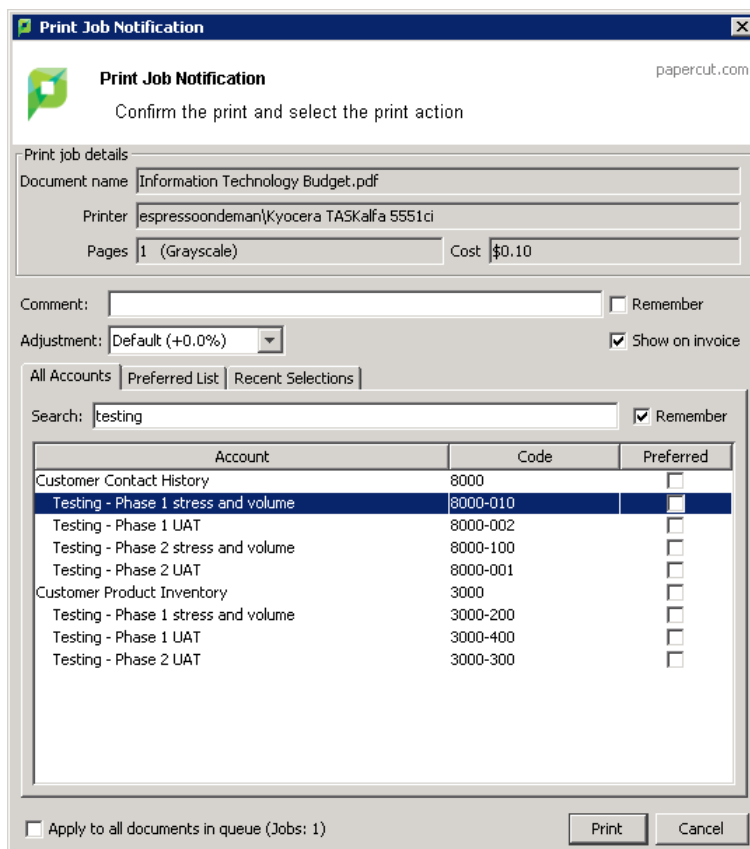 Print Job Notification
Print Job Notification
papercut.com
Confirm the print and select the print action
Print job details
Document name Information Technology Budget.pdf
Printer espressoondeman\Kyocera TASKalfa 5551ci
Pages 1 (Grayscale) Cost $0.10
Comment: Remember
Adjustment: Default (+0.0%) Show on invoice
All Accounts Preferred List Recent Selections
Search: testing Remember
Account Code Preferred
Customer Contact History 8000
Testing - Phase 1 stress and volume 8000-010
Testing - Phase 1 UAT 8000-002
Testing - Phase 2 stress and volume 8000-100
Testing - Phase 2 UAT 8000-001
Customer Product Inventory 3000
Testing - Phase 1 stress and volume 3000-200
Testing - Phase 1 UAT 3000-400
Testing - Phase 2 UAT 3000-300
Apply to all documents in queue (Jobs: 1) Print Cancel